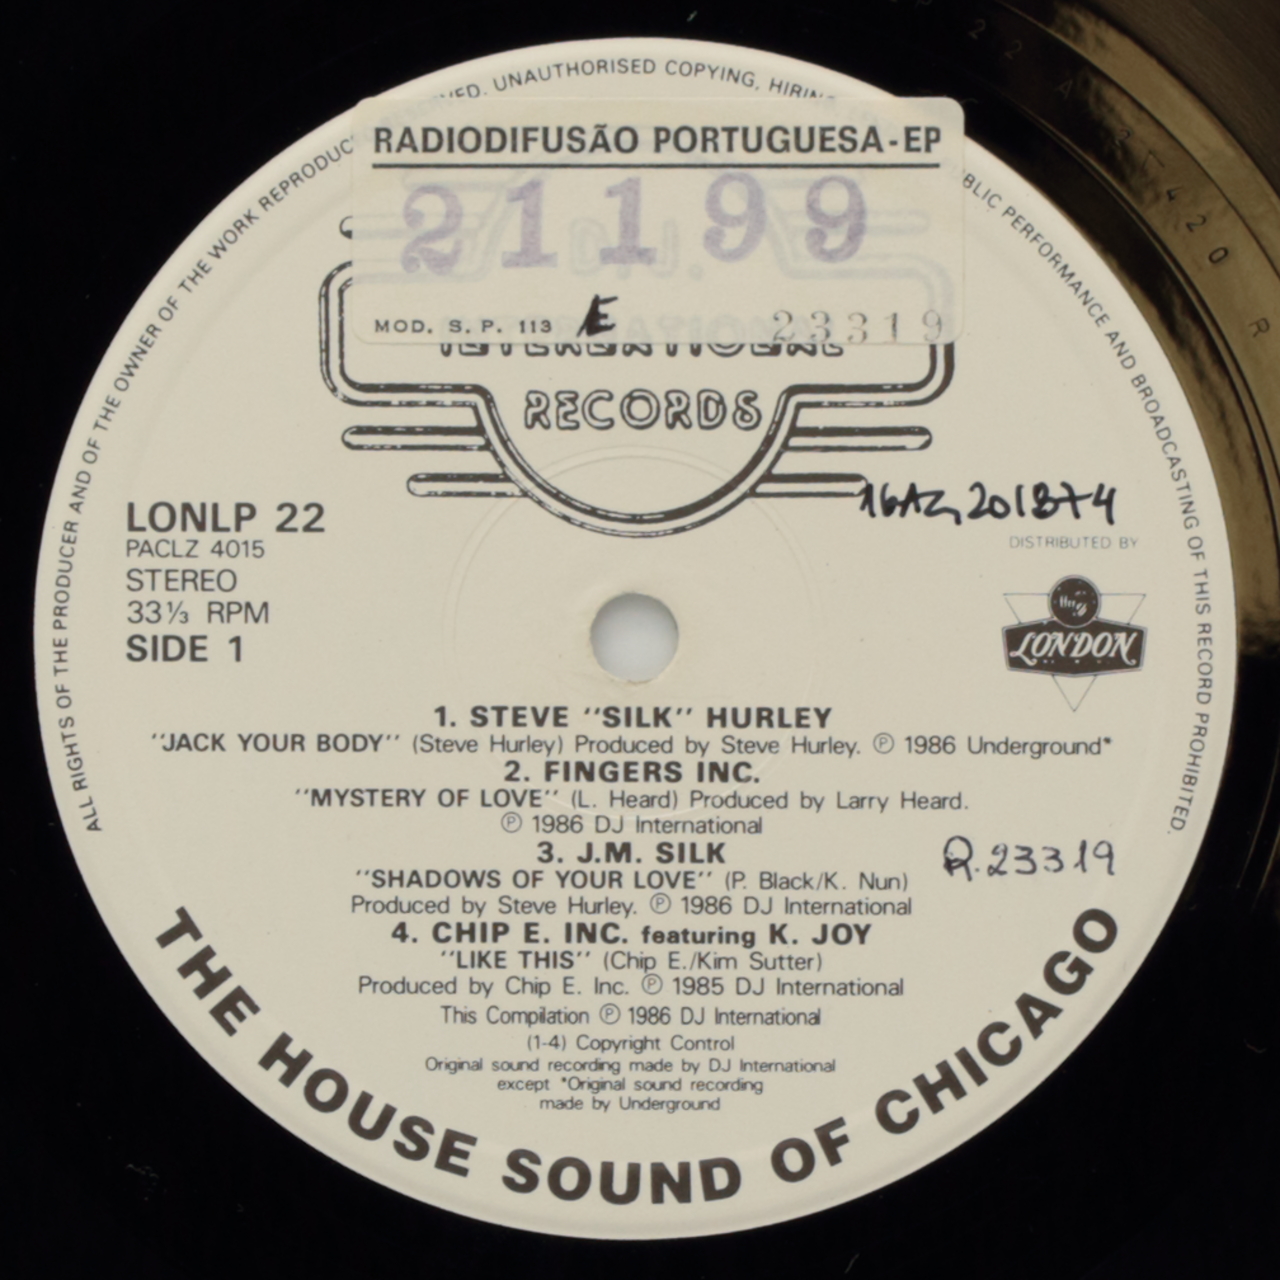 ALL RIGHTS OF THE PRODUCER AND OF THE OWNER OF THE WORK REPRODUC
VED. UNAUTHORISED COPYING, HIRIN
BLIC PERFORMANCE AND BROADCASTING OF THIS RECORD PROHIBITED.
RADIODIFUSÃO PORTUGUESA-EP
21199
MOD. S. P. 113 E 23319
INTERNATIONAL
RECORDS
LONLP 22
PACLZ 4015
STEREO
33⅓ RPM
SIDE 1
DISTRIBUTED BY
LONDON
1. STEVE "SILK" HURLEY
"JACK YOUR BODY" (Steve Hurley) Produced by Steve Hurley. ℗ 1986 Underground*
2. FINGERS INC.
"MYSTERY OF LOVE" (L. Heard) Produced by Larry Heard.
℗ 1986 DJ International
3. J.M. SILK
"SHADOWS OF YOUR LOVE" (P. Black/K. Nun)
Produced by Steve Hurley. ℗ 1986 DJ International
R.23319
4. CHIP E. INC. featuring K. JOY
"LIKE THIS" (Chip E./Kim Sutter)
Produced by Chip E. Inc. ℗ 1985 DJ International
This Compilation ℗ 1986 DJ International
(1-4) Copyright Control
Original sound recording made by DJ International
except *Original sound recording
made by Underground
THE HOUSE SOUND OF CHICAGO